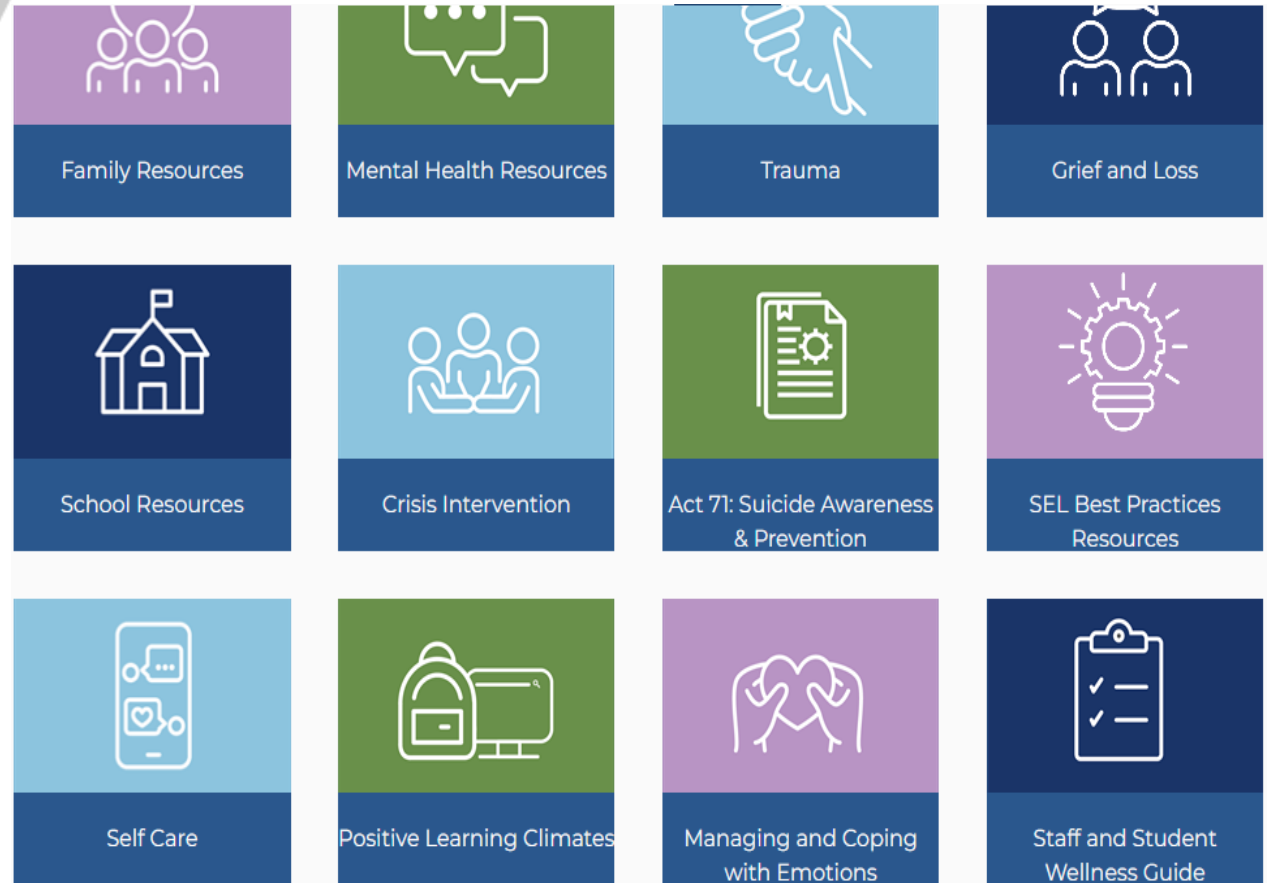 Family Resources
Mental Health Resources
Trauma
Grief and Loss
School Resources
Crisis Intervention
Act 71: Suicide Awareness
& Prevention
SEL Best Practices
Resources
Self Care
Positive Learning Climates
Managing and Coping
with Emotions
Staff and Student
Wellness Guide